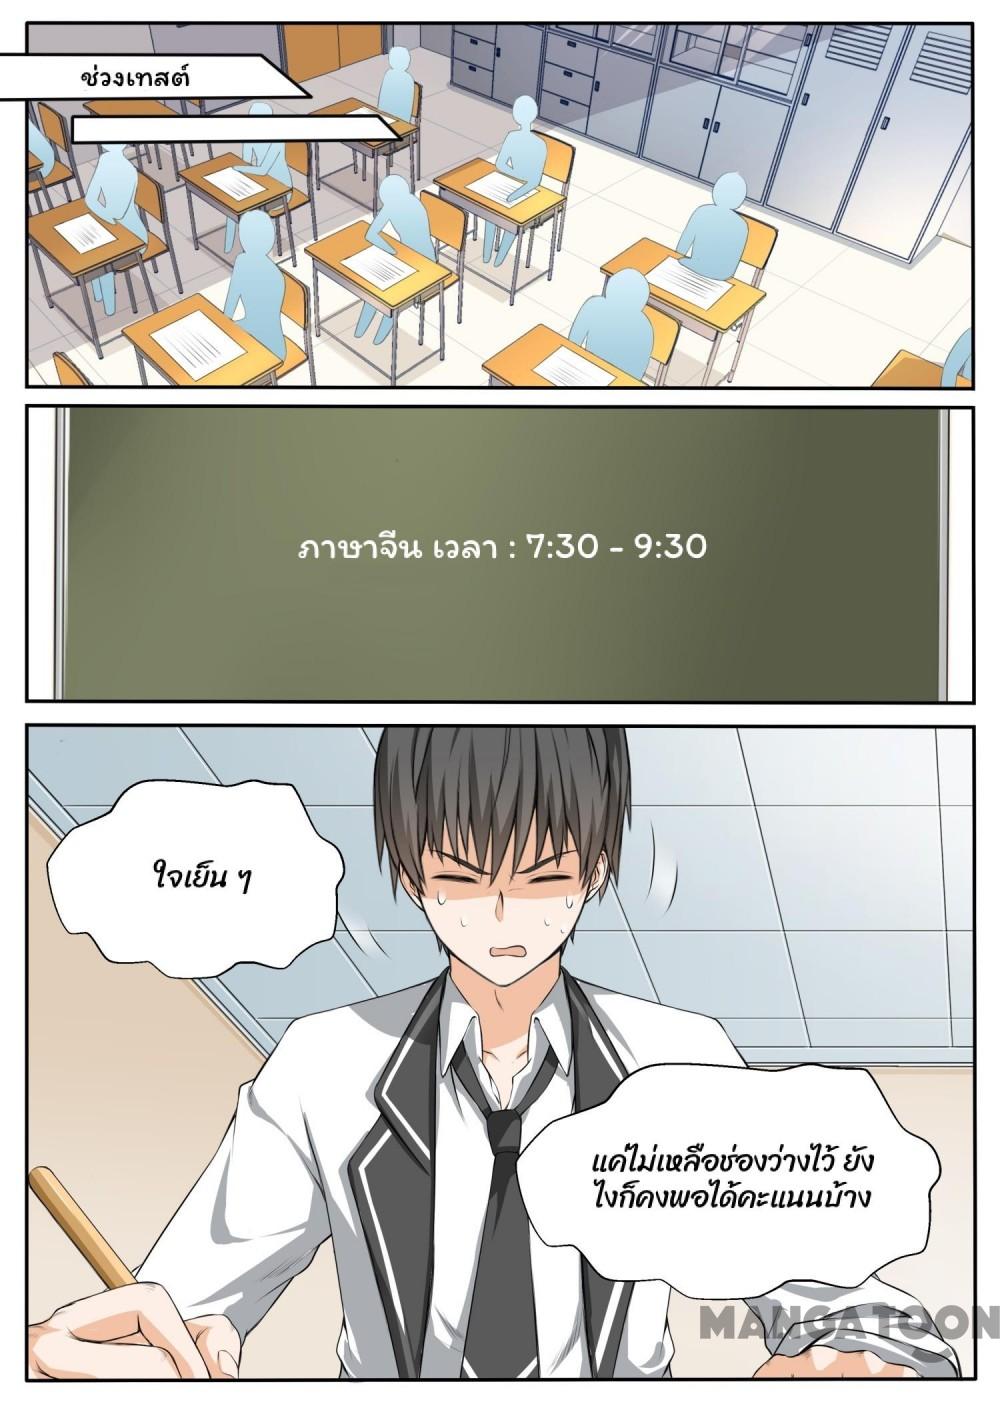 ช่วงเทสต์
ภาษาจีน เวลา : 7:30 - 9:30
ใจเย็น ๆ
แค่ไม่เหลือช่องว่างไว้ ยัง
ไงก็คงพอได้คะแนนบ้าง
MANGATOON